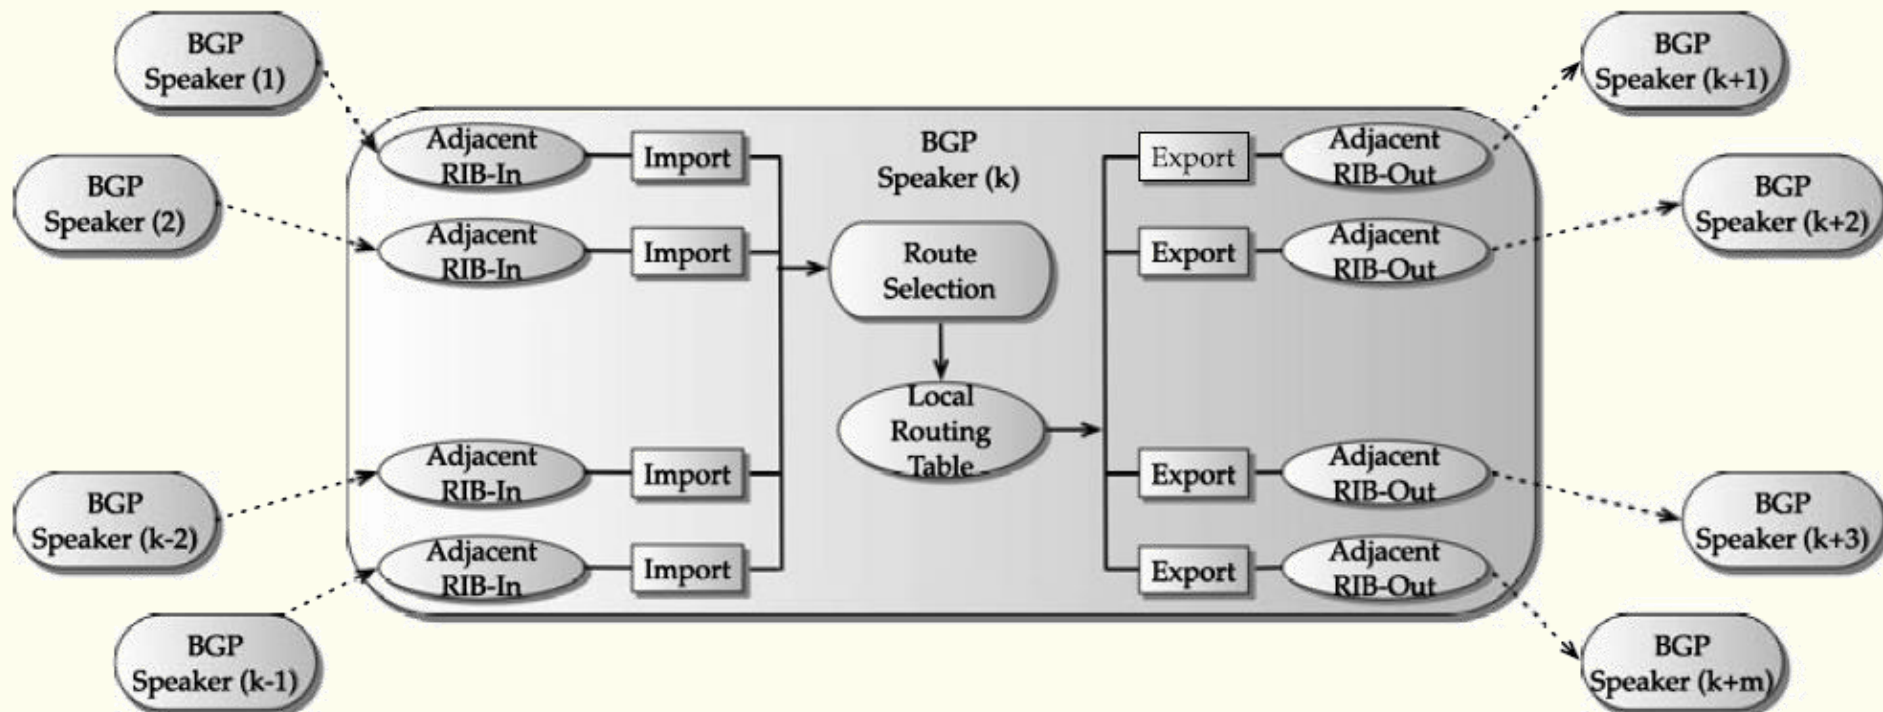 BGP
Speaker (1)
BGP
Speaker (2)
BGP
Speaker (k-2)
BGP
Speaker (k-1)
Adjacent
RIB-In
Import
Adjacent
RIB-In
Import
Adjacent
RIB-In
Import
Adjacent
RIB-In
Import
BGP
Speaker (k)
Route
Selection
Local
Routing
Table
Export
Adjacent
RIB-Out
Export
Adjacent
RIB-Out
Export
Adjacent
RIB-Out
Export
Adjacent
RIB-Out
BGP
Speaker (k+1)
BGP
Speaker (k+2)
BGP
Speaker (k+3)
BGP
Speaker (k+m)